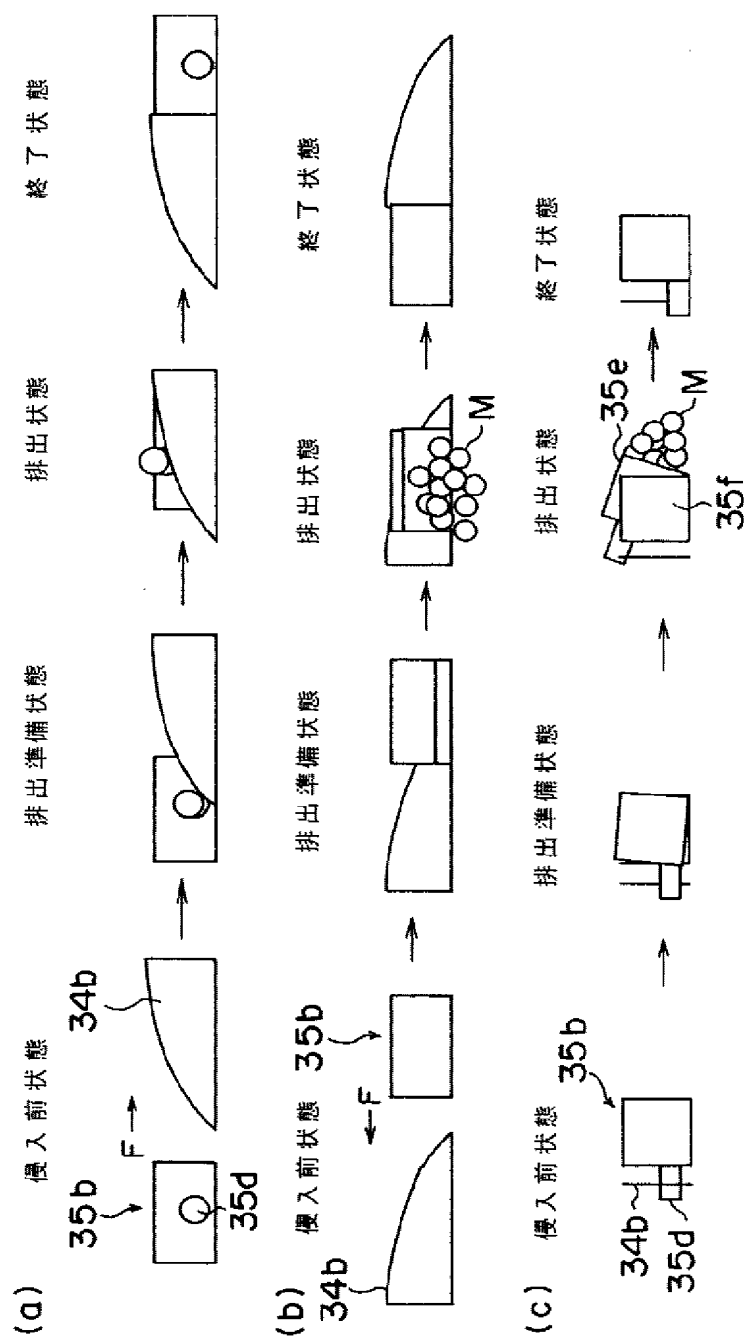 (a)
侵入前状態
排出準備状態
排出状態
終了状態
35b
F
34b
35d
(b)
侵入前状態
排出準備状態
排出状態
終了状態
34b
F
35b
M
(c)
侵入前状態
排出準備状態
排出状態
終了状態
34b
35d
35b
35e
M
35f